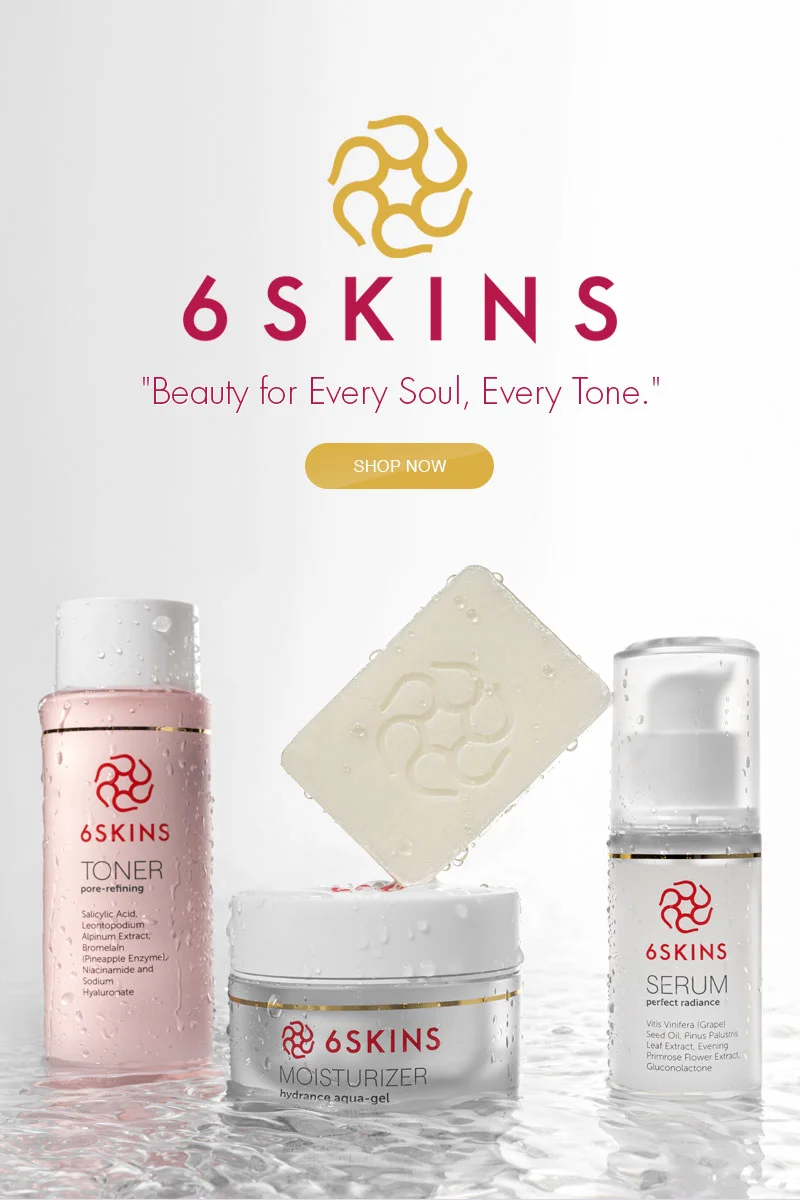 6SKINS
"Beauty for Every Soul, Every Tone."
SHOP NOW
6SKINS
TONER
pore-refining
Salicylic Acid,
Leontopodium
Alpinum Extract,
Bromelain
(Pineapple Enzyme),
Niacinamide and
Sodium
Hyaluronate
6SKINS
MOISTURIZER
hydrance aqua-gel
6SKINS
SERUM
perfect radiance
Vitis Vinifera (Grape)
Seed Oil, Pinus Palustris
Leaf Extract, Evening
Primrose Flower Extract,
Gluconolactone